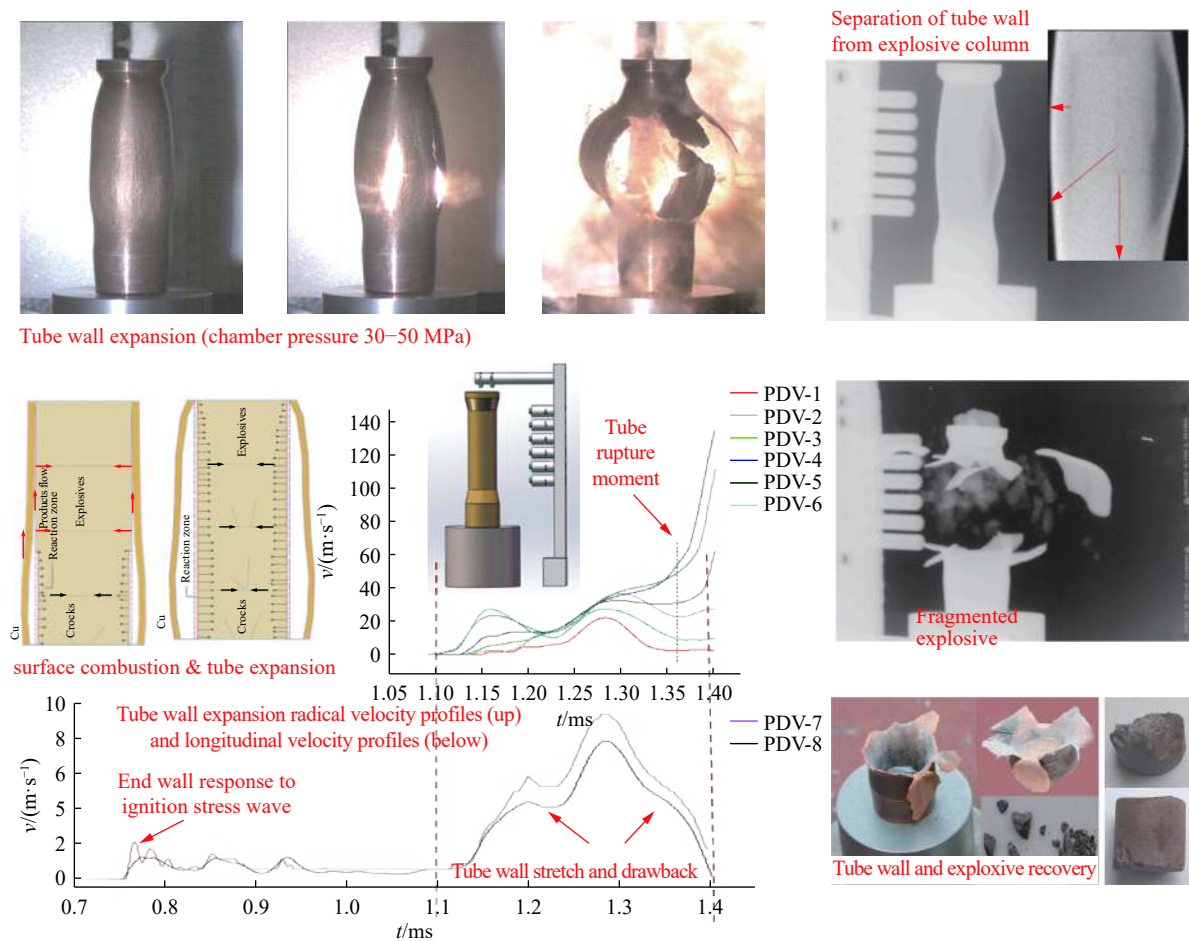 Separation of tube wall
from explosive column
Tube wall expansion (chamber pressure 30−50 MPa)
Cu
Products flow
Reaction zone
Explosives
Crocks
Reaction zone
Explosives
Crocks
Cu
surface combustion & tube expansion
v/(m·s⁻¹)
140
120
100
80
60
40
20
0
1.05
1.10
1.15
1.20
1.25
1.30
1.35
1.40
t/ms
Tube
rupture
moment
PDV-1
PDV-2
PDV-3
PDV-4
PDV-5
PDV-6
Fragmented
explosive
Tube wall expansion radical velocity profiles (up)
and longitudinal velocity profiles (below)
PDV-7
PDV-8
v/(m·s⁻¹)
10
8
6
5
2
0
End wall response to
ignition stress wave
Tube wall stretch and drawback
0.7
0.8
0.9
1.0
1.1
1.2
1.3
1.4
t/ms
Tube wall and exploxive recovery